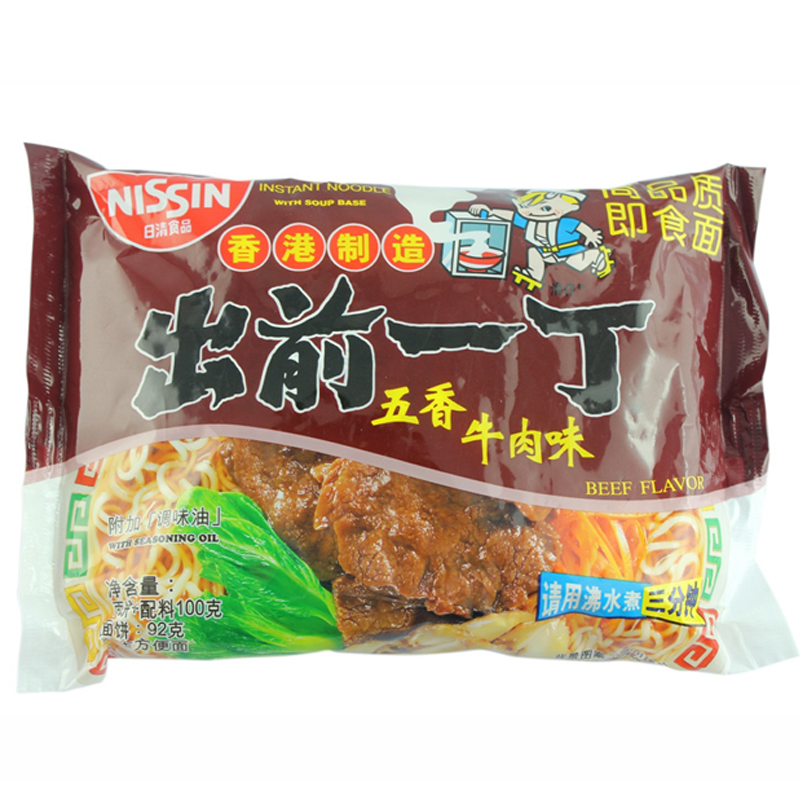 NISSIN
日清食品
INSTANT NOODLE
WITH SOUP BASE
香港制造
高品质
即食面
出前一丁
五香
牛肉味
BEEF FLAVOR
附加「调味油」
WITH SEASONING OIL
净含量：
配料100克
面饼：92克
方便面
请用沸水煮三分钟